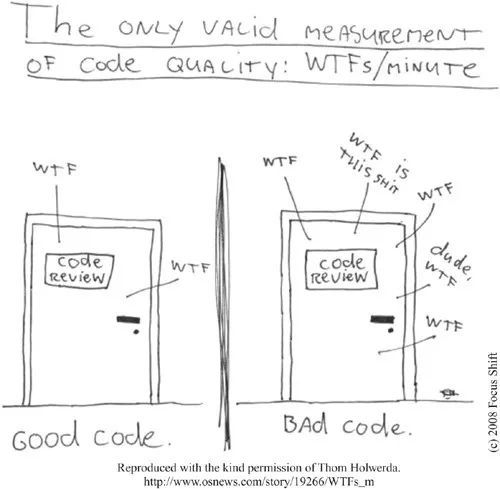 The ONLY VALID MEASUREMENT
OF Code QUALITY: WTFs/MINUTE
WTF
Code
REVIEW
WTF
GOOD Code.
WTF
WTF is
THIS SHIT
WTF
Code
REVIEW
dude,
WTF
WTF
BAd Code.
(c) 2008 Focus Shift
Reproduced with the kind permission of Thom Holwerda.
http://www.osnews.com/story/19266/WTFs_m